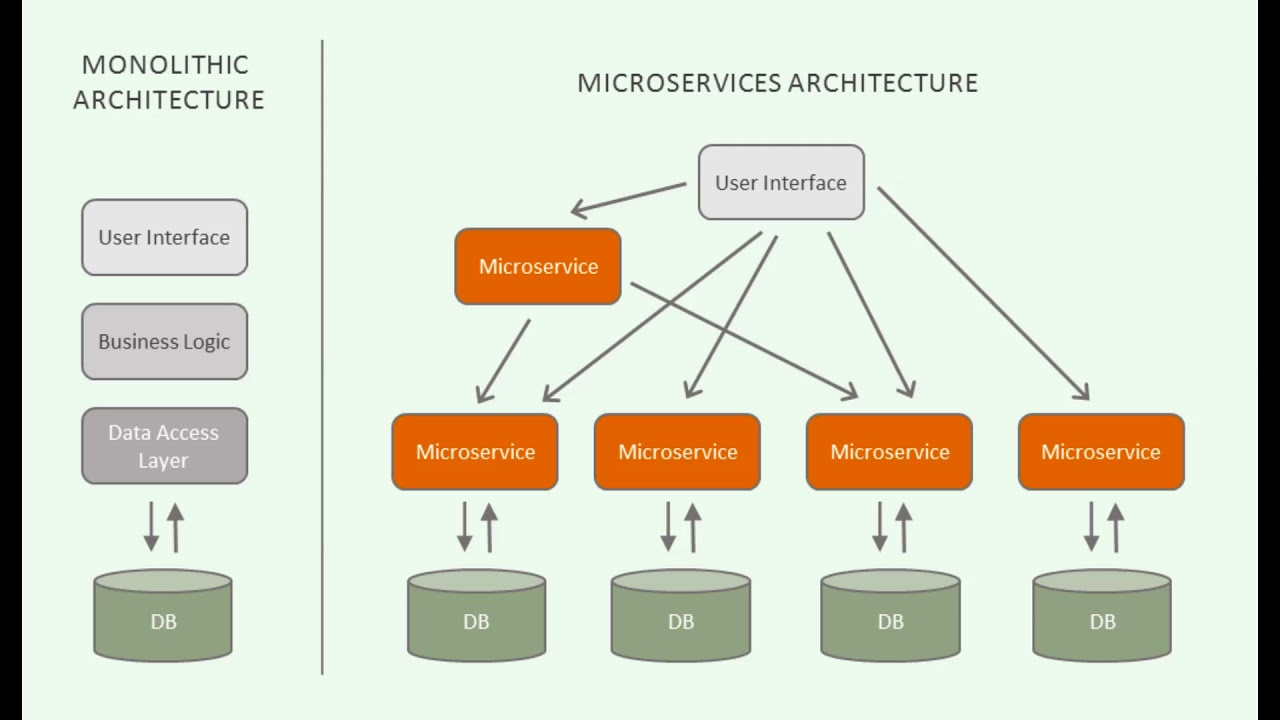 MONOLITHIC
ARCHITECTURE
User Interface
Business Logic
Data Access
Layer
DB
MICROSERVICES ARCHITECTURE
User Interface
Microservice
Microservice
Microservice
Microservice
Microservice
DB
DB
DB
DB